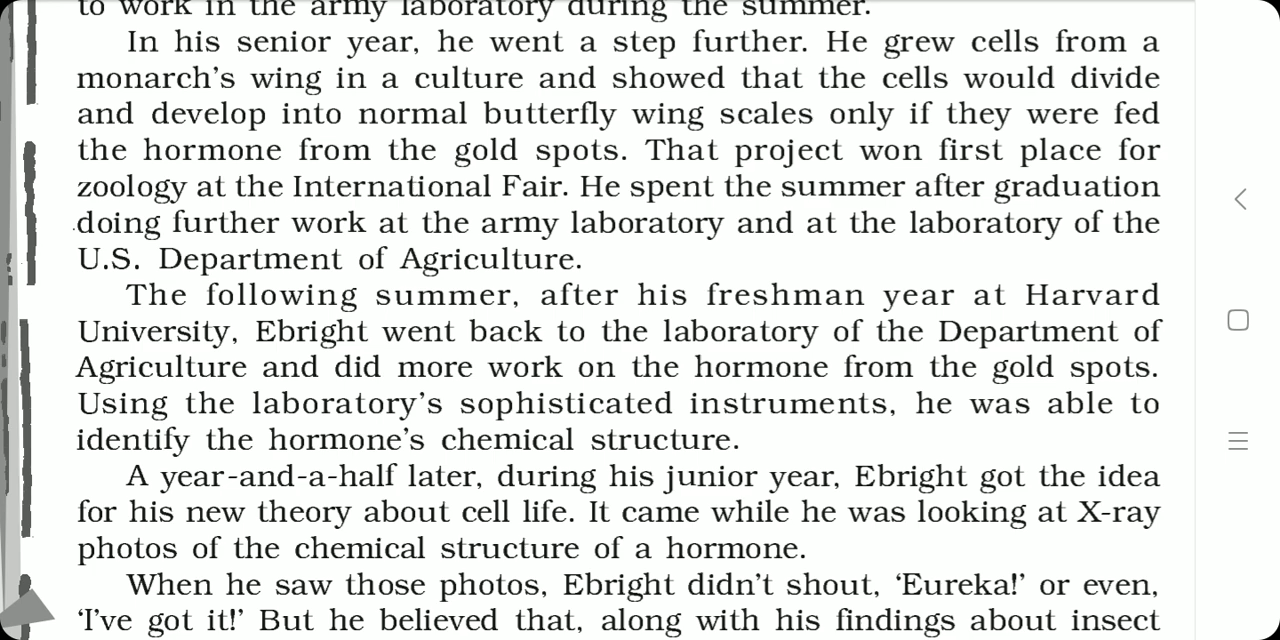 to work in the army laboratory during the summer.
In his senior year, he went a step further. He grew cells from a
monarch's wing in a culture and showed that the cells would divide
and develop into normal butterfly wing scales only if they were fed
the hormone from the gold spots. That project won first place for
zoology at the International Fair. He spent the summer after graduation
doing further work at the army laboratory and at the laboratory of the
U.S. Department of Agriculture.
The following summer, after his freshman year at Harvard
University, Ebright went back to the laboratory of the Department of
Agriculture and did more work on the hormone from the gold spots.
Using the laboratory's sophisticated instruments, he was able to
identify the hormone's chemical structure.
A year-and-a-half later, during his junior year, Ebright got the idea
for his new theory about cell life. It came while he was looking at X-ray
photos of the chemical structure of a hormone.
When he saw those photos, Ebright didn't shout, 'Eureka!' or even,
'I've got it!' But he believed that, along with his findings about insect